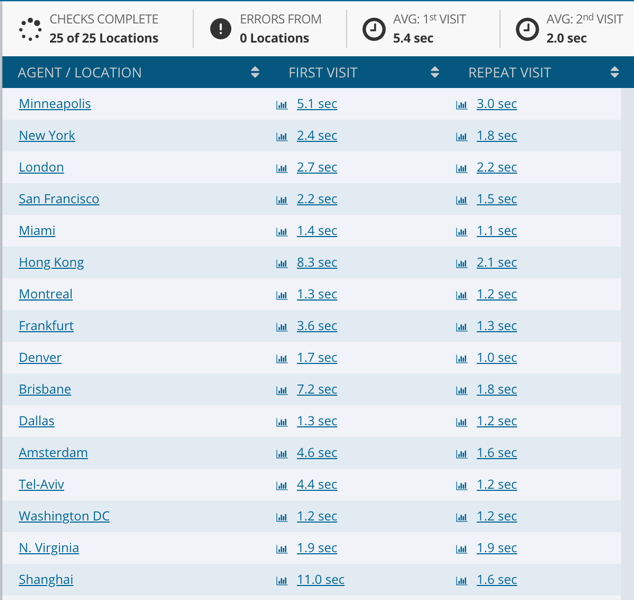 CHECKS COMPLETE
25 of 25 Locations
ERRORS FROM
0 Locations
AVG: 1st VISIT
5.4 sec
AVG: 2nd VISIT
2.0 sec
AGENT / LOCATION FIRST VISIT REPEAT VISIT
Minneapolis 5.1 sec 3.0 sec
New York 2.4 sec 1.8 sec
London 2.7 sec 2.2 sec
San Francisco 2.2 sec 1.5 sec
Miami 1.4 sec 1.1 sec
Hong Kong 8.3 sec 2.1 sec
Montreal 1.3 sec 1.2 sec
Frankfurt 3.6 sec 1.3 sec
Denver 1.7 sec 1.0 sec
Brisbane 7.2 sec 1.8 sec
Dallas 1.3 sec 1.2 sec
Amsterdam 4.6 sec 1.6 sec
Tel-Aviv 4.4 sec 1.2 sec
Washington DC 1.2 sec 1.2 sec
N. Virginia 1.9 sec 1.9 sec
Shanghai 11.0 sec 1.6 sec